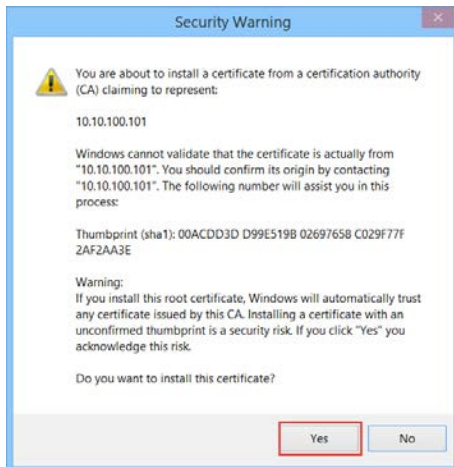 Security Warning
You are about to install a certificate from a certification authority
(CA) claiming to represent:
10.10.100.101
Windows cannot validate that the certificate is actually from
"10.10.100.101". You should confirm its origin by contacting
"10.10.100.101". The following number will assist you in this
process:
Thumbprint (sha1): 00ACDD3D D99E519B 0269765B C029F77F
2AF2AA3E
Warning:
If you install this root certificate, Windows will automatically trust
any certificate issued by this CA. Installing a certificate with an
unconfirmed thumbprint is a security risk. If you click "Yes" you
acknowledge this risk.
Do you want to install this certificate?
Yes
No